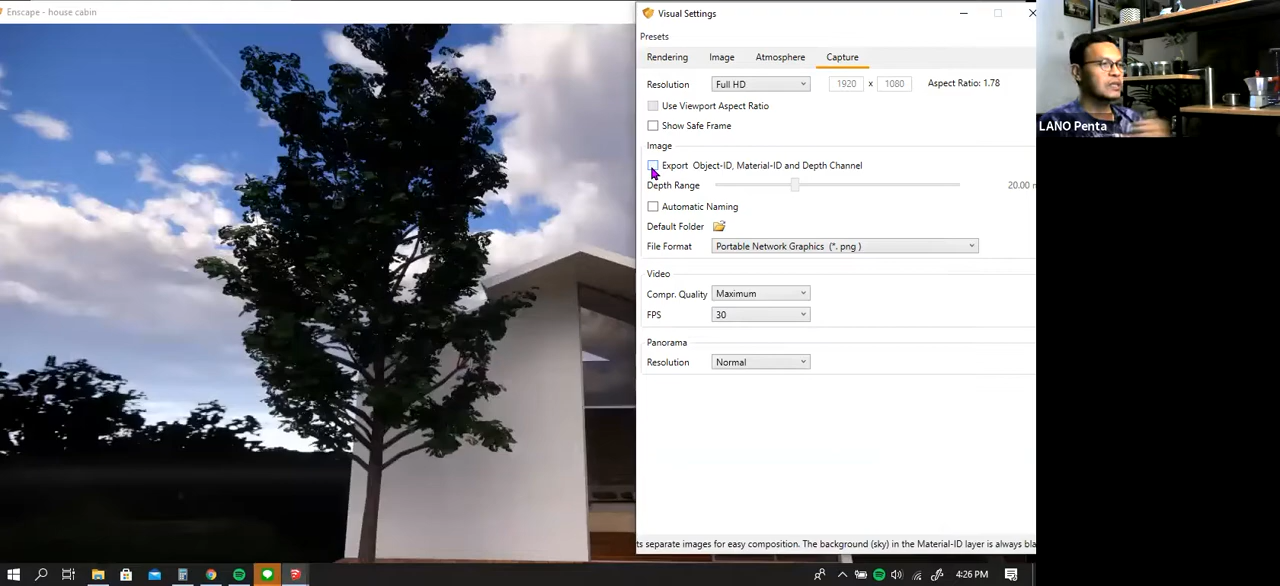 Enscape - house cabin
Visual Settings
Presets
Rendering Image Atmosphere Capture
Resolution Full HD 1920 x 1080 Aspect Ratio: 1.78
Use Viewport Aspect Ratio
Show Safe Frame
Image
Export Object-ID, Material-ID and Depth Channel
Depth Range 20.00 m
Automatic Naming
Default Folder
File Format Portable Network Graphics (*. png )
Video
Compr. Quality Maximum
FPS 30
Panorama
Resolution Normal
ts separate images for easy composition. The background (sky) in the Material-ID layer is always bla
LANO Penta
4:26 PM